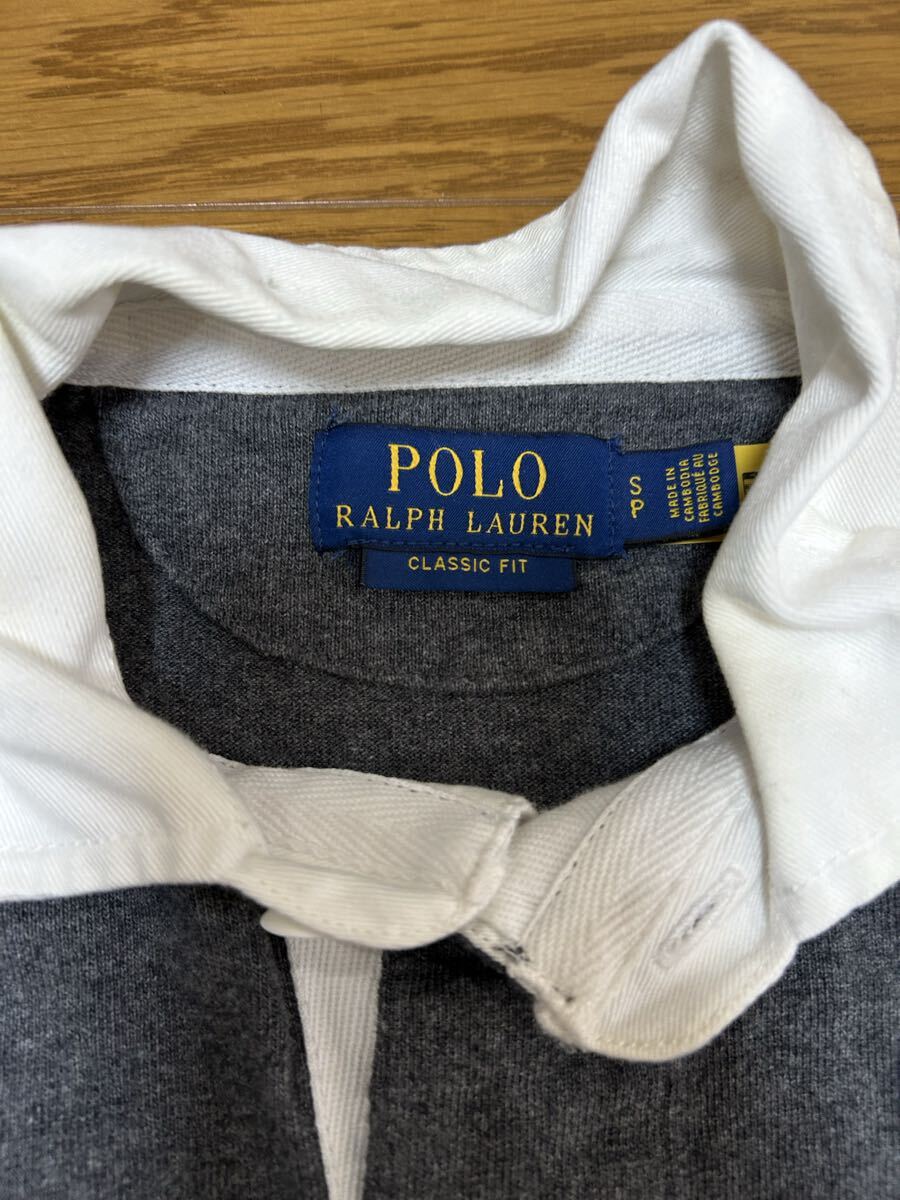 POLO
RALPH LAUREN
CLASSIC FIT
S
P
MADE IN
CAMBODIA
FABRIQUÉ AU
CAMBODGE